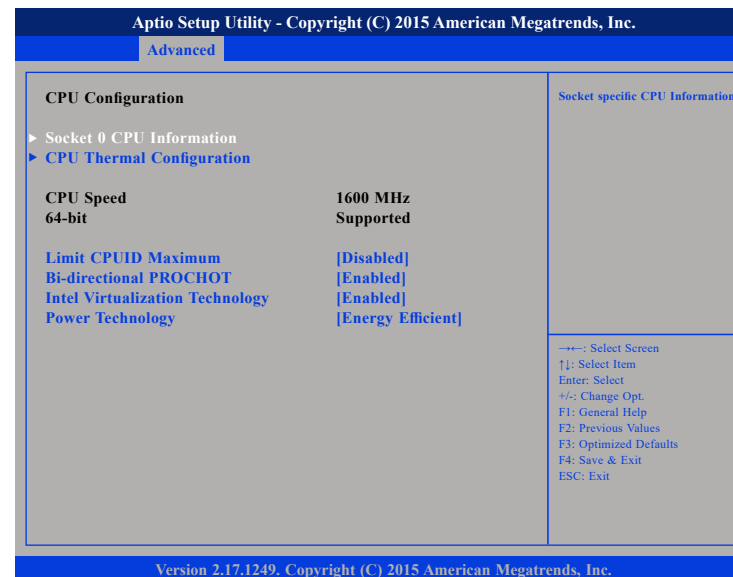 Aptio Setup Utility - Copyright (C) 2015 American Megatrends, Inc.
Advanced
CPU Configuration
▶ Socket 0 CPU Information
▶ CPU Thermal Configuration
CPU Speed 1600 MHz
64-bit Supported
Limit CPUID Maximum [Disabled]
Bi-directional PROCHOT [Enabled]
Intel Virtualization Technology [Enabled]
Power Technology [Energy Efficient]
Socket specific CPU Information
→←: Select Screen
↑↓: Select Item
Enter: Select
+/-: Change Opt.
F1: General Help
F2: Previous Values
F3: Optimized Defaults
F4: Save & Exit
ESC: Exit
Version 2.17.1249. Copyright (C) 2015 American Megatrends, Inc.